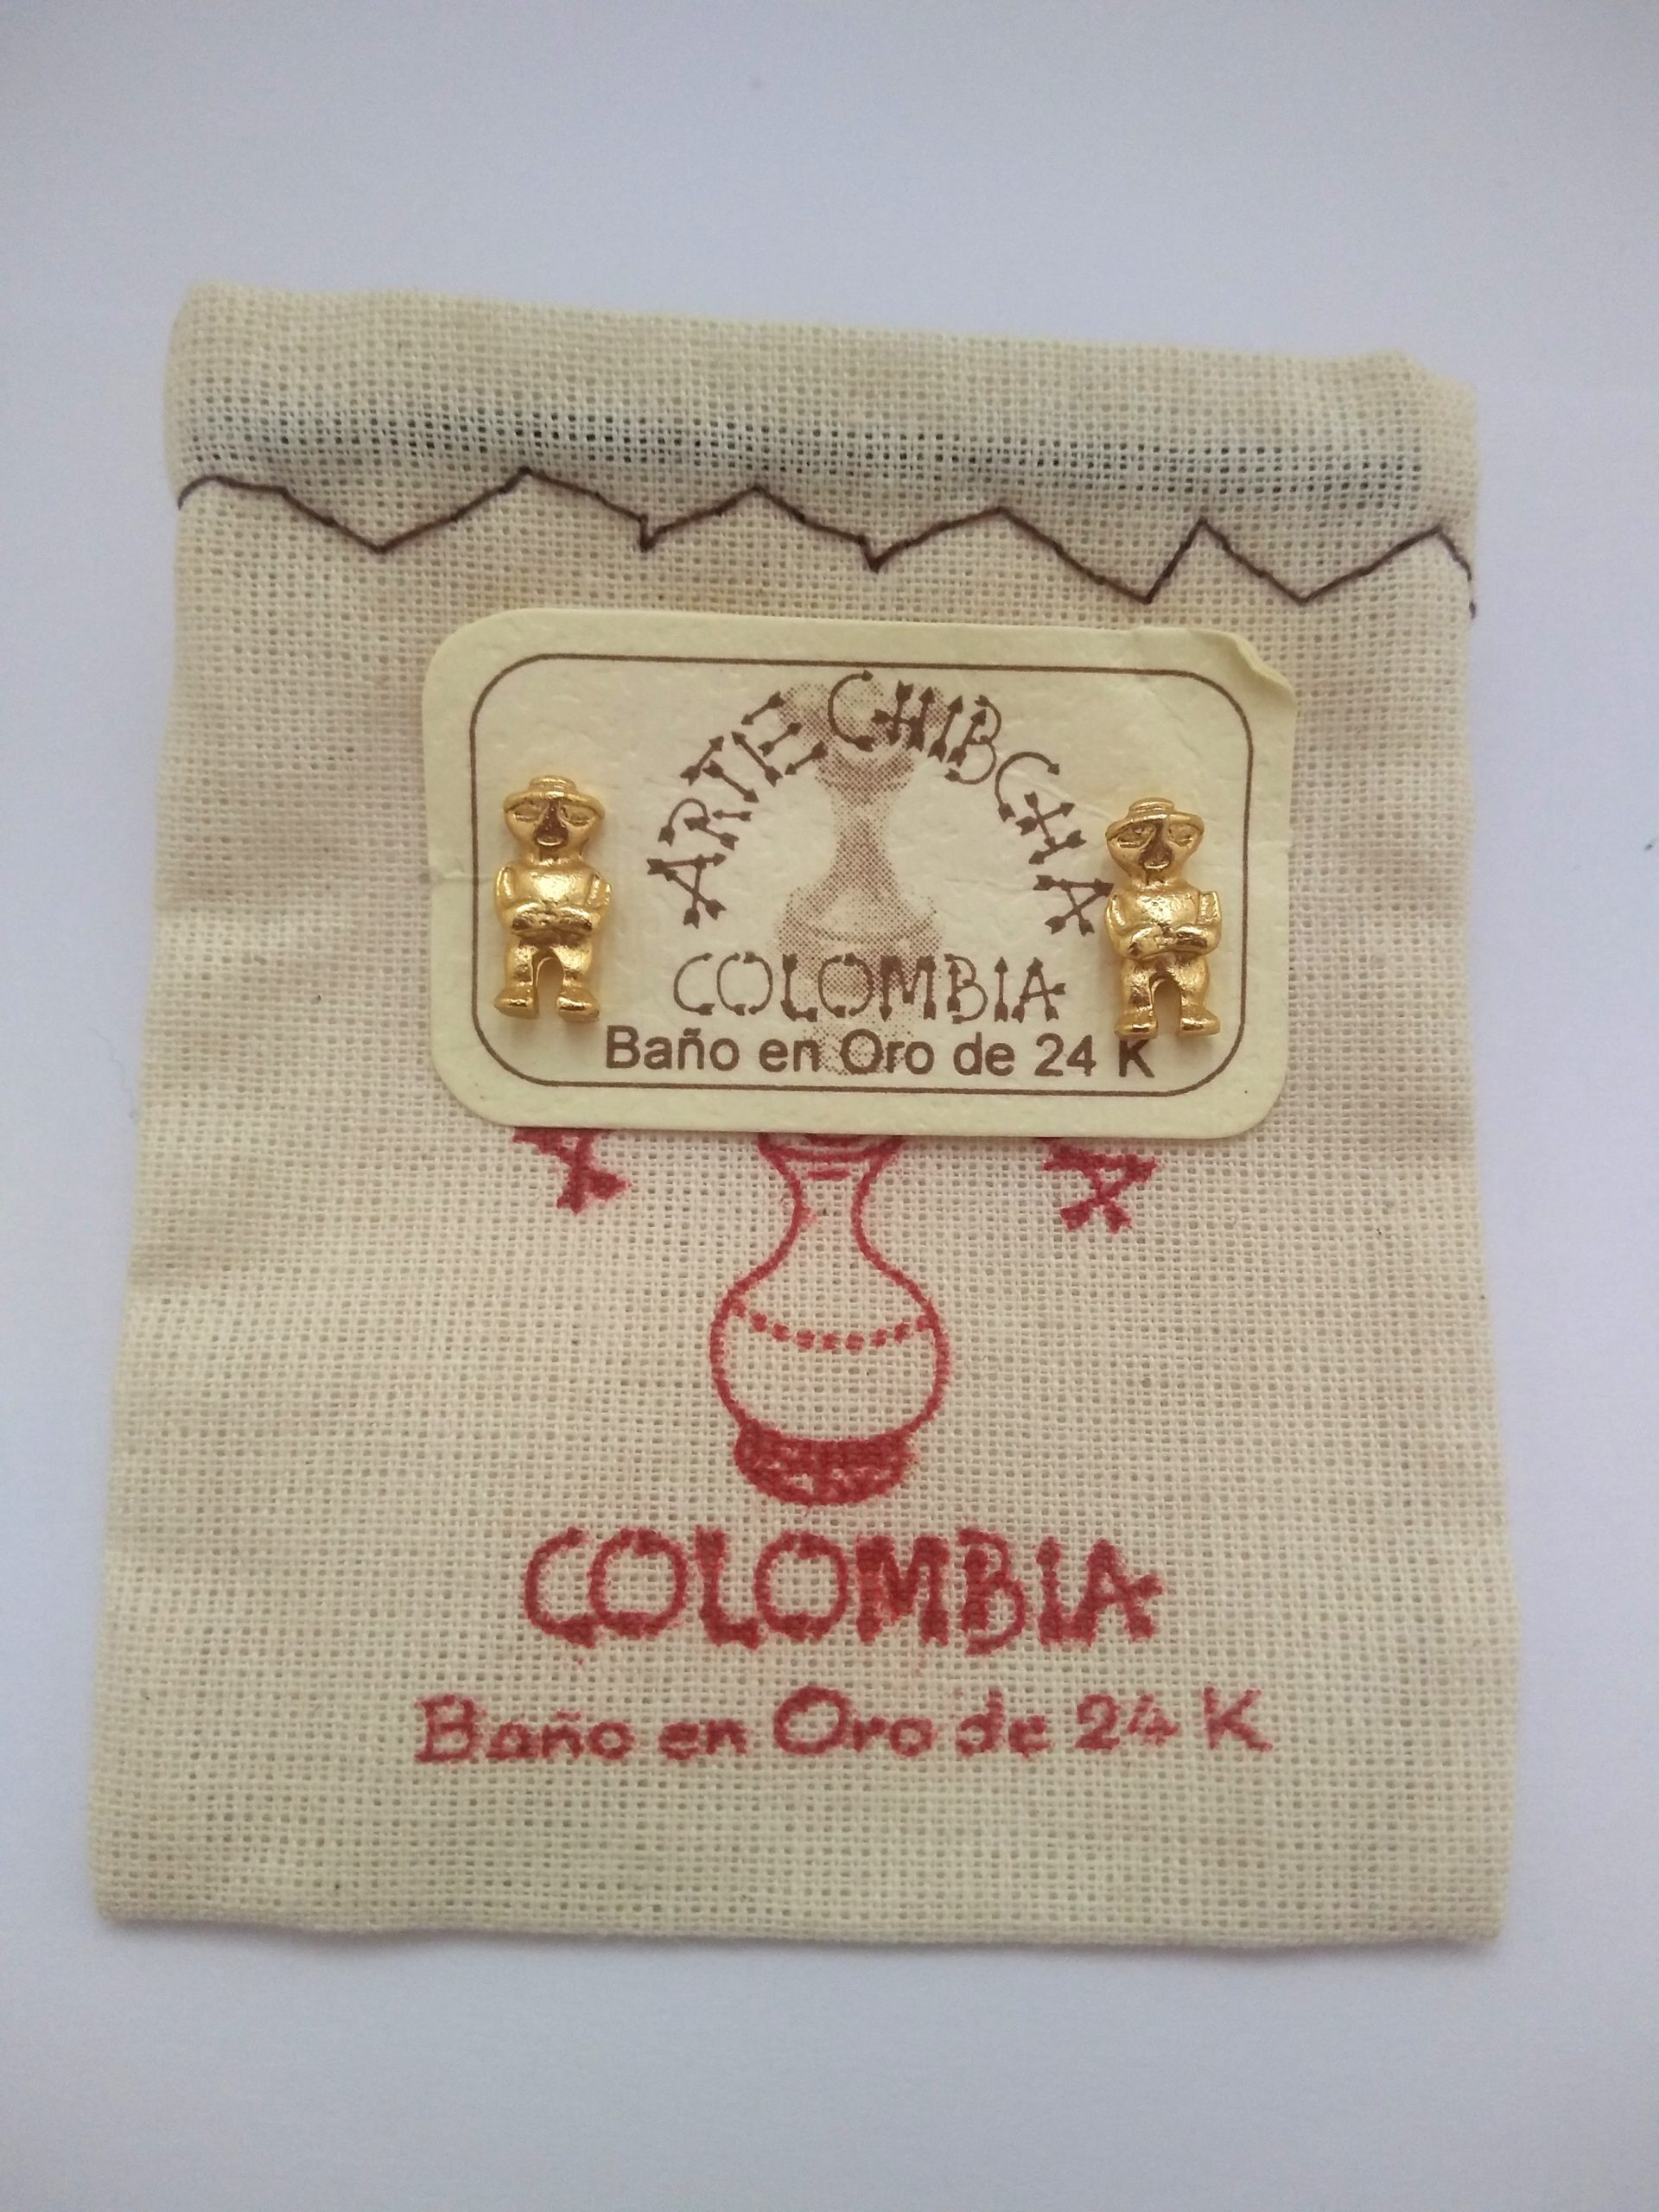 ARTE CHIBCHA
COLOMBIA
Baño en Oro de 24 K
A A
COLOMBIA
Baño en Oro de 24 K